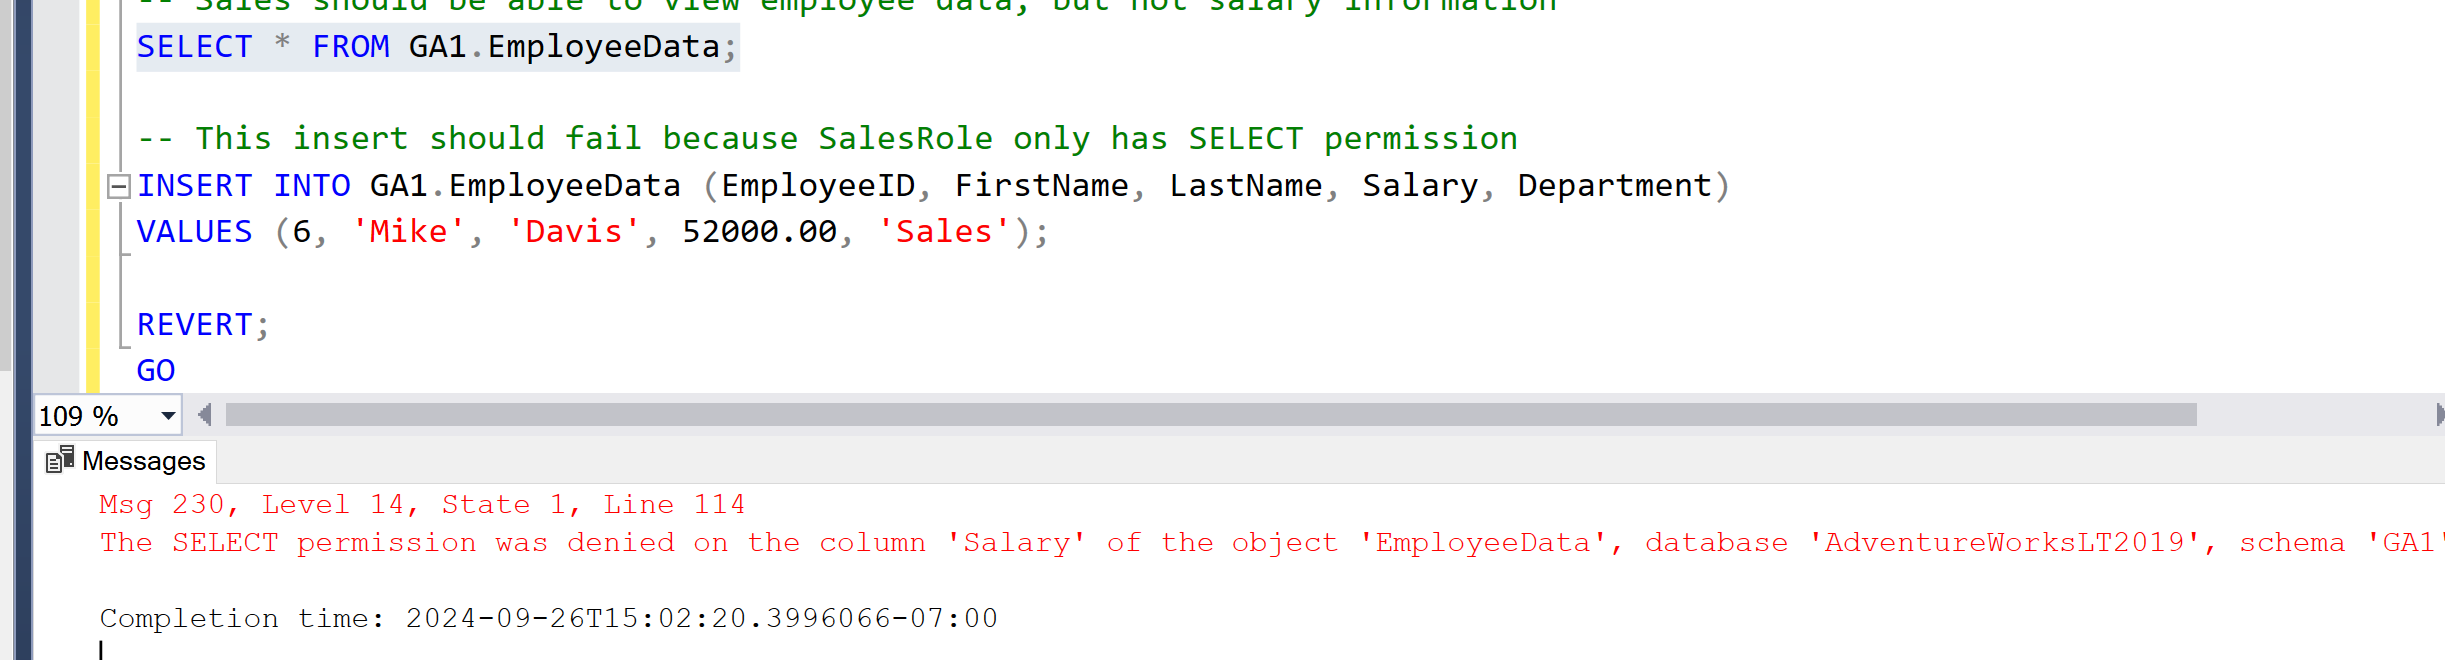 -- Sales should be able to view employee data, but not salary information
SELECT * FROM GA1.EmployeeData;
-- This insert should fail because SalesRole only has SELECT permission
INSERT INTO GA1.EmployeeData (EmployeeID, FirstName, LastName, Salary, Department)
VALUES (6, 'Mike', 'Davis', 52000.00, 'Sales');
REVERT;
GO
109 %
Messages
Msg 230, Level 14, State 1, Line 114
The SELECT permission was denied on the column 'Salary' of the object 'EmployeeData', database 'AdventureWorksLT2019', schema 'GA1'
Completion time: 2024-09-26T15:02:20.3996066-07:00